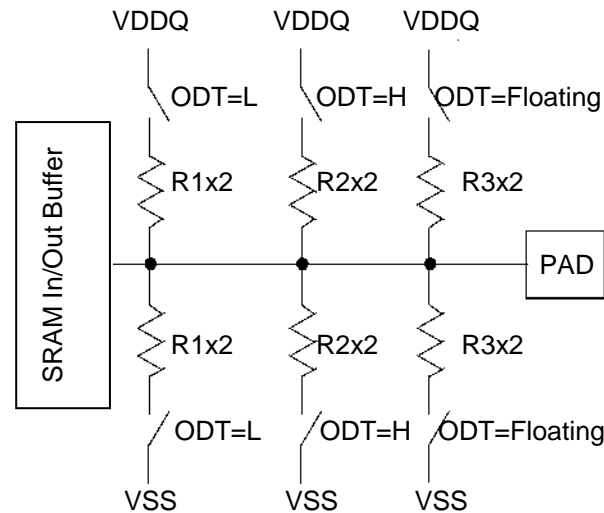 VDDQ VDDQ VDDQ
ODT=L ODT=H ODT=Floating
R1x2 R2x2 R3x2
SRAM In/Out Buffer
PAD
R1x2 R2x2 R3x2
ODT=L ODT=H ODT=Floating
VSS VSS VSS